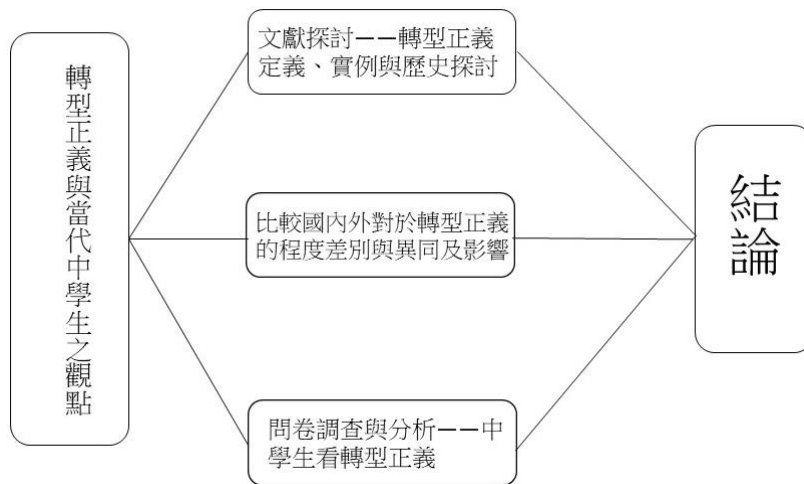 轉型正義與當代中學生之觀點
文獻探討——轉型正義
定義、實例與歷史探討
比較國內外對於轉型正義
的程度差別與異同及影響
問卷調查與分析——中
學生看轉型正義
結論